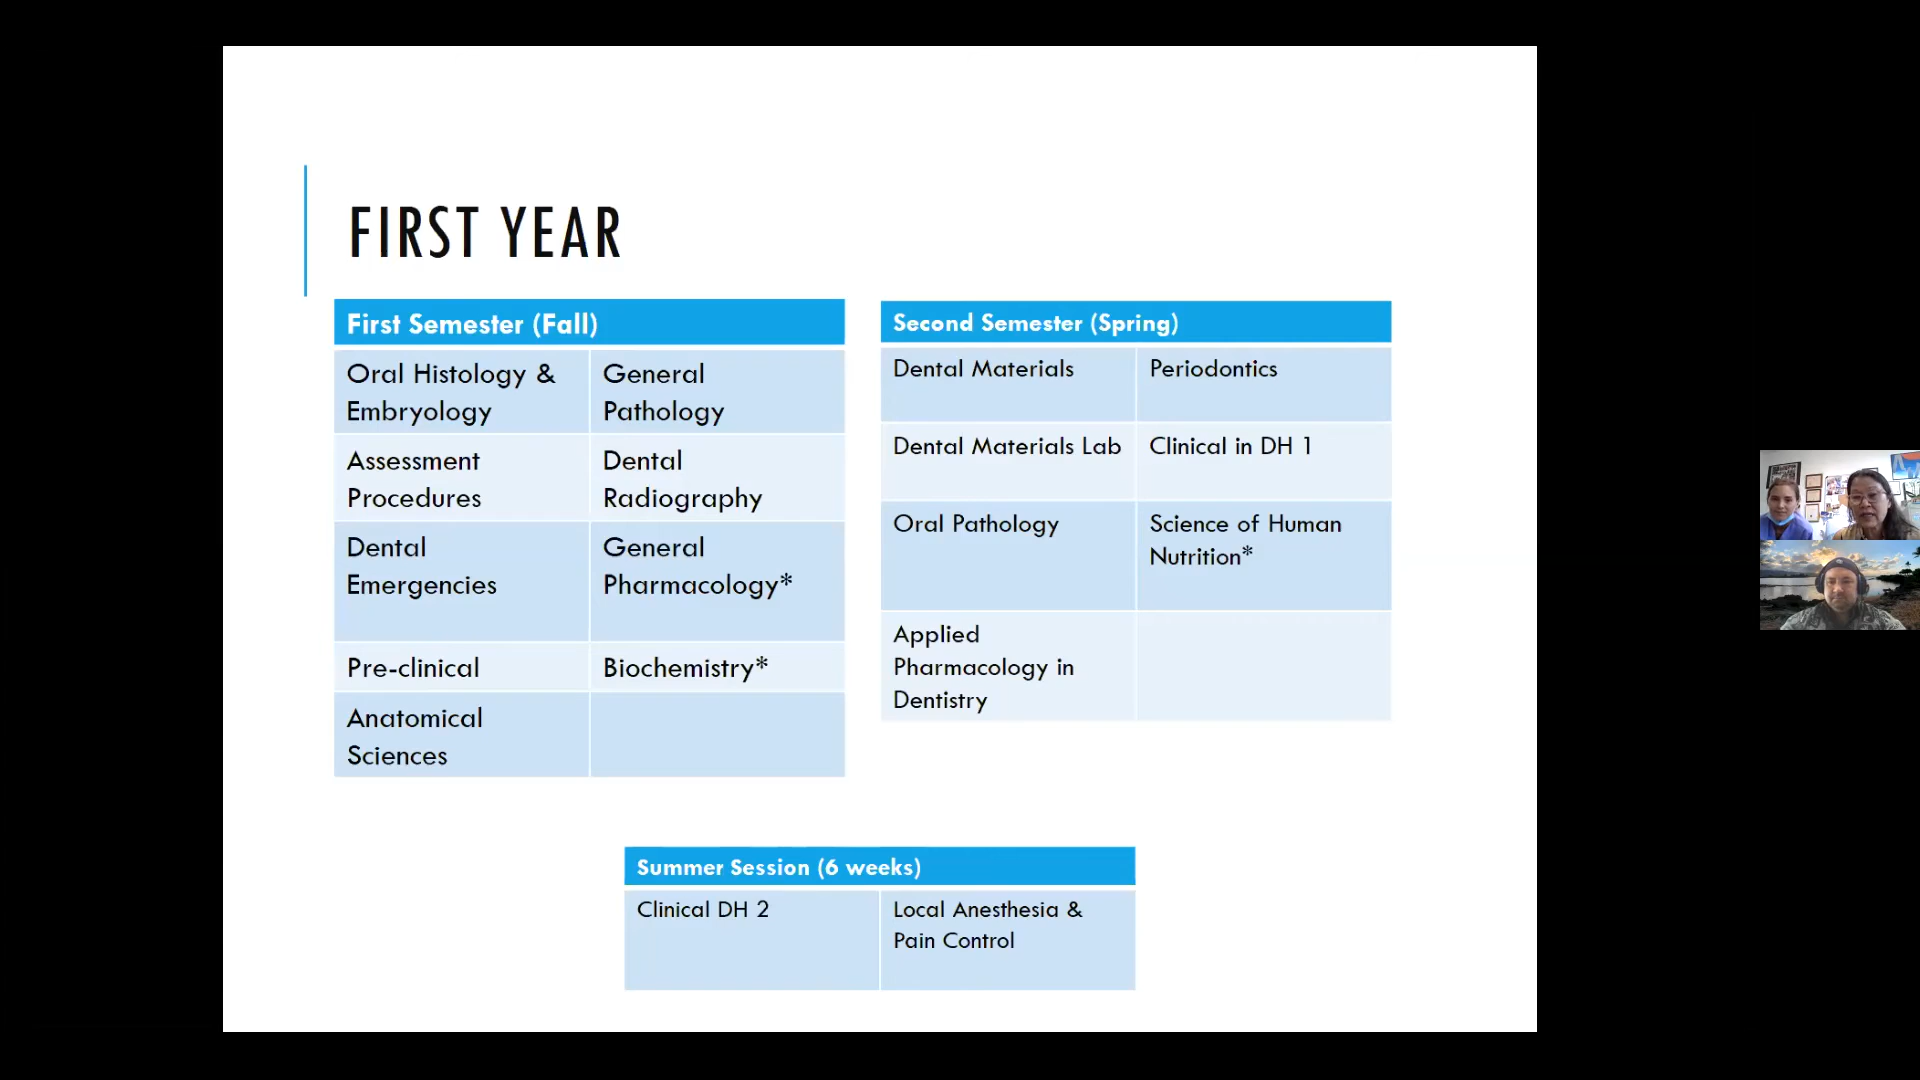 FIRST YEAR
First Semester (Fall)
Oral Histology &
Embryology
General
Pathology
Assessment
Procedures
Dental
Radiography
Dental
Emergencies
General
Pharmacology*
Pre-clinical
Biochemistry*
Anatomical
Sciences
Second Semester (Spring)
Dental Materials
Periodontics
Dental Materials Lab
Clinical in DH 1
Oral Pathology
Science of Human
Nutrition*
Applied
Pharmacology in
Dentistry
Summer Session (6 weeks)
Clinical DH 2
Local Anesthesia &
Pain Control